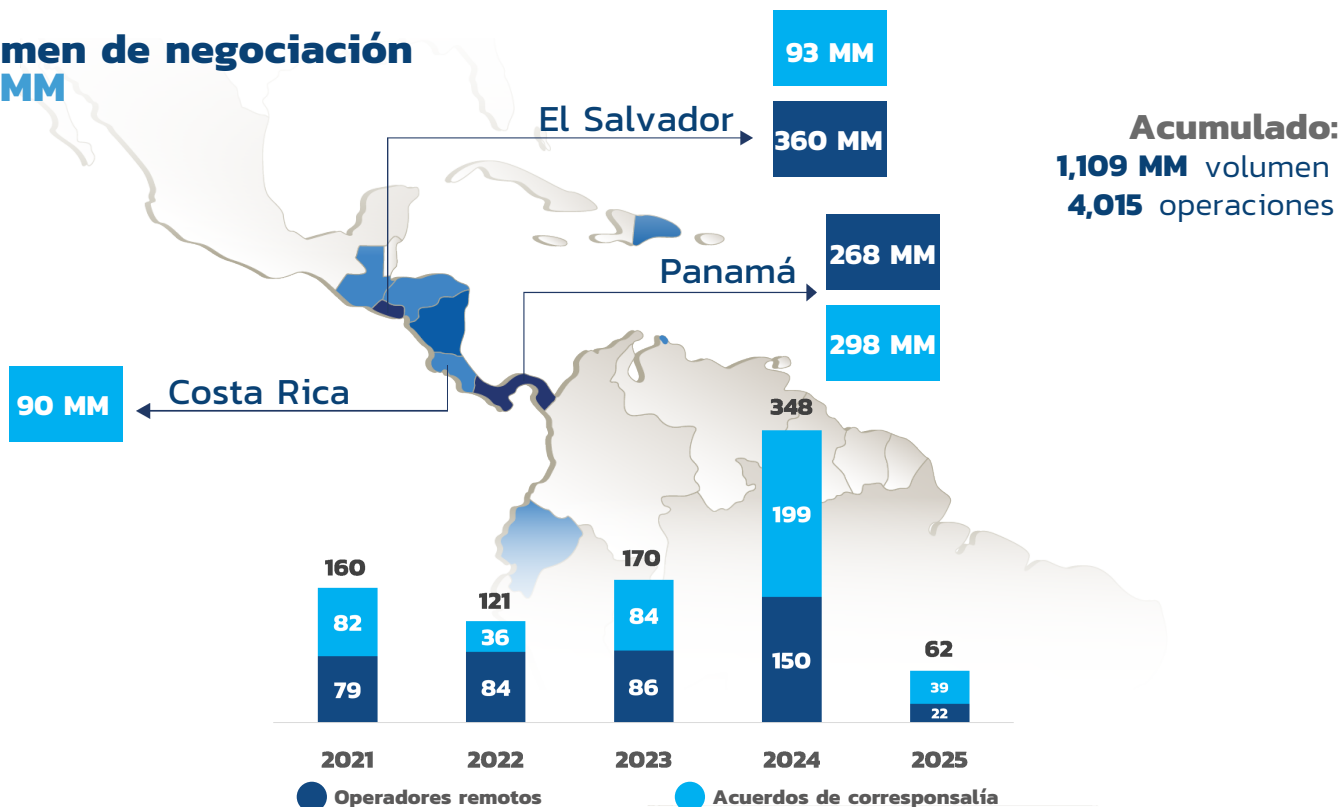 men de negociación
MM
93 MM
El Salvador
360 MM
Acumulado:
1,109 MM volumen
4,015 operaciones
Panamá
268 MM
298 MM
Costa Rica
90 MM
348
199
150
160
82
79
121
36
84
170
84
86
62
39
22
2021
2022
2023
2024
2025
Operadores remotos
Acuerdos de corresponsalía